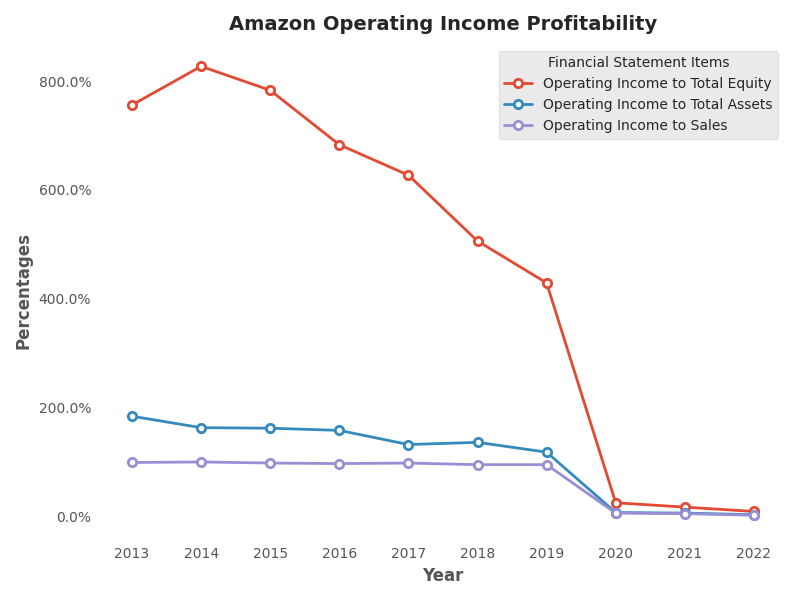 Amazon Operating Income Profitability
Financial Statement Items
Operating Income to Total Equity
Operating Income to Total Assets
Operating Income to Sales
Percentages
800.0%
600.0%
400.0%
200.0%
0.0%
2013 2014 2015 2016 2017 2018 2019 2020 2021 2022
Year